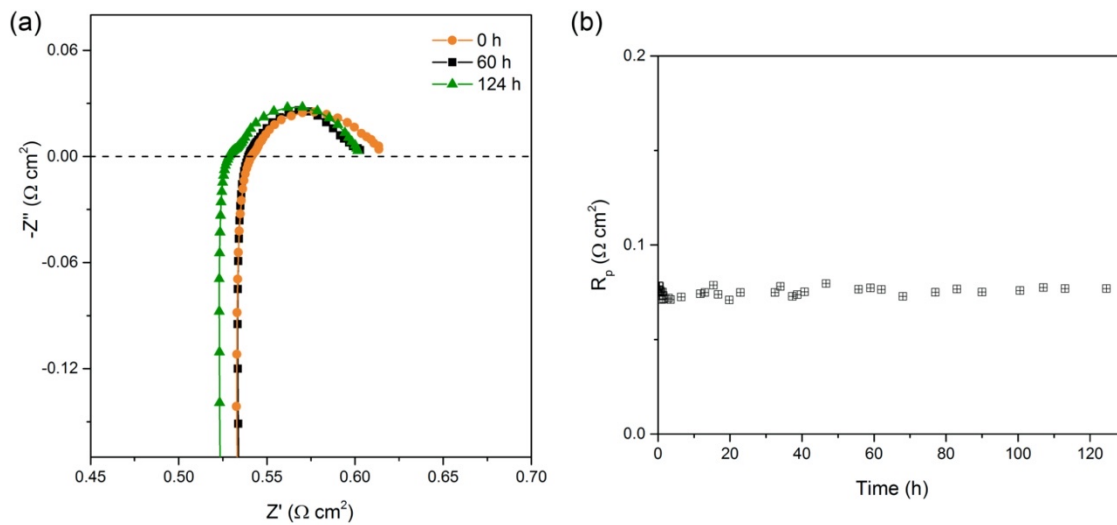 (a)
0.06
0.00
-0.06
-0.12
-Z" (Ω cm²)
0 h
60 h
124 h
0.45 0.50 0.55 0.60 0.65 0.70
Z' (Ω cm²)
(b)
0.2
0.1
0.0
Rₚ (Ω cm²)
0 20 40 60 80 100 120
Time (h)